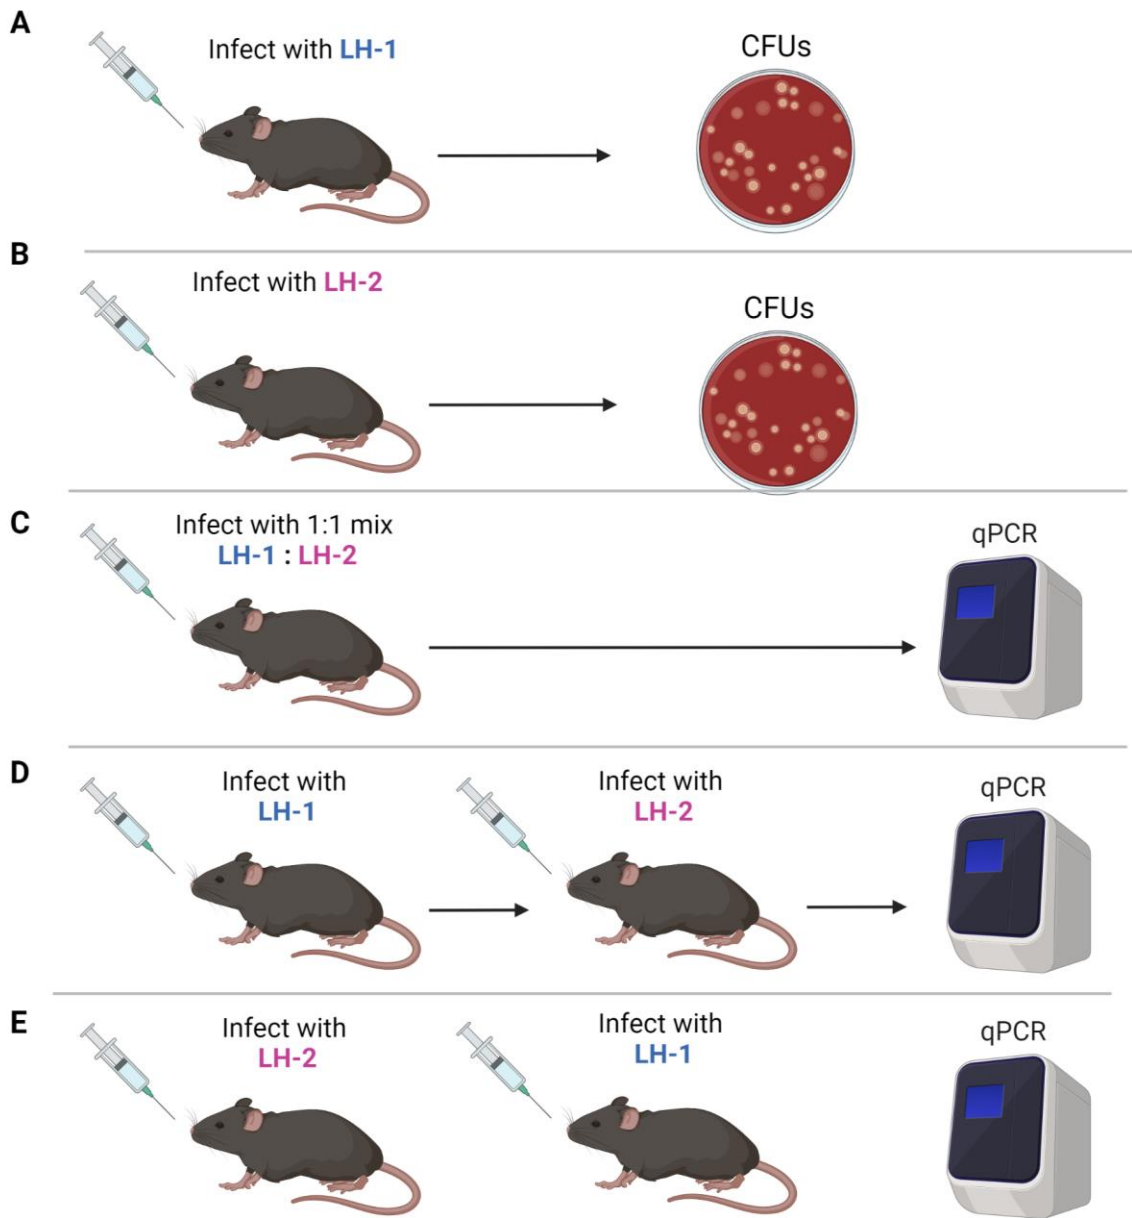 A
Infect with LH-1
CFUs
B
Infect with LH-2
CFUs
C
Infect with 1:1 mix
LH-1 : LH-2
qPCR
D
Infect with
LH-1
Infect with
LH-2
qPCR
E
Infect with
LH-2
Infect with
LH-1
qPCR